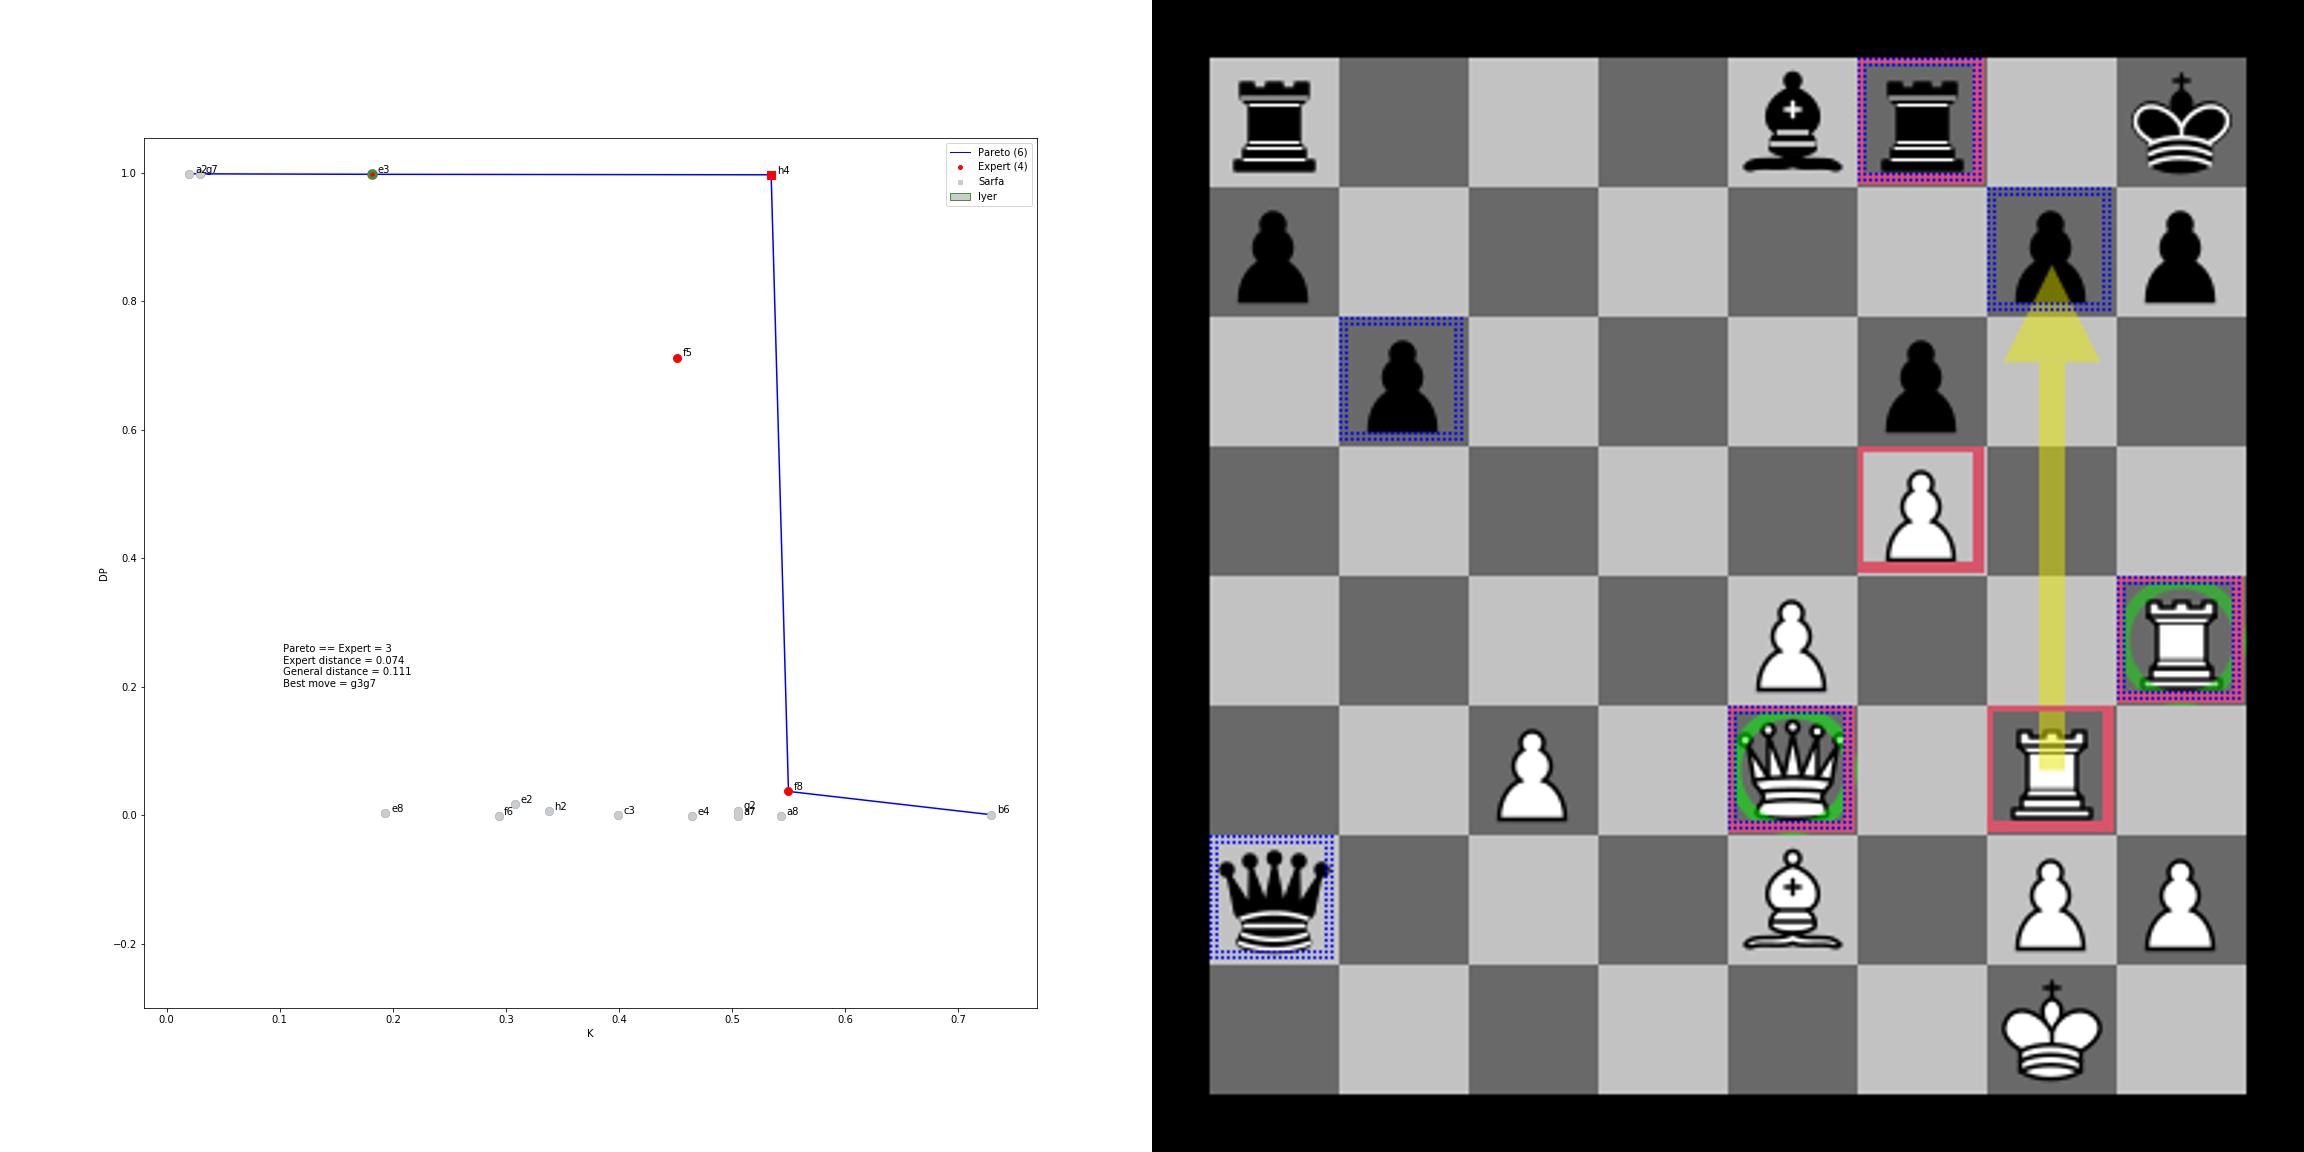 Pareto (6)
Expert (4)
Sarfa
Iyer
1.0
0.8
0.6
0.4
0.2
0.0
−0.2
DP
a2g7
e3
h4
f5
Pareto == Expert = 3
Expert distance = 0.074
General distance = 0.111
Best move = g3g7
f8
e8
f6
e2
h2
c3
e4
g2
a7
a8
b6
0.0 0.1 0.2 0.3 0.4 0.5 0.6 0.7
K